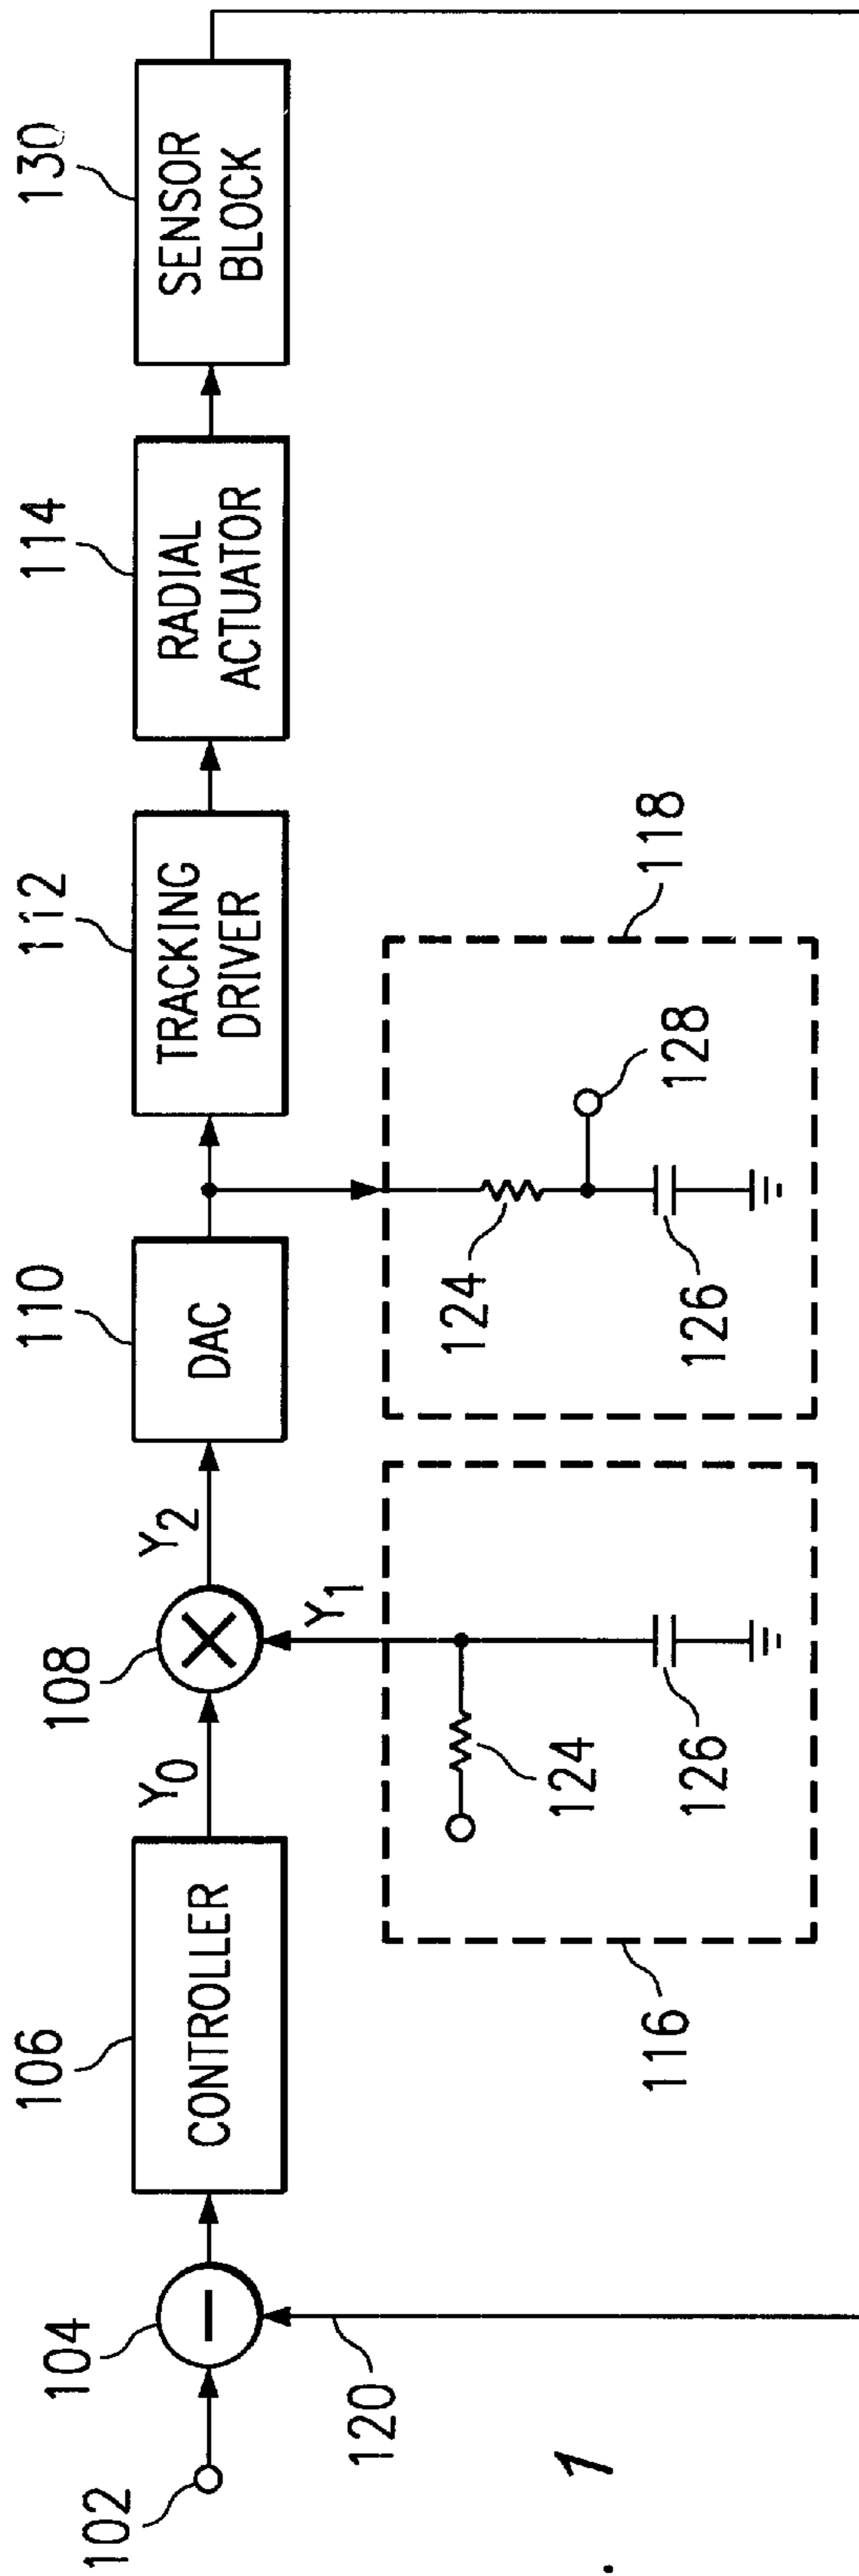 130
SENSOR
BLOCK
114
RADIAL
ACTUATOR
112
TRACKING
DRIVER
110
DAC
108
Y2
Y0
Y1
106
CONTROLLER
104
102
120
118
128
124
126
116
124
126
. 1